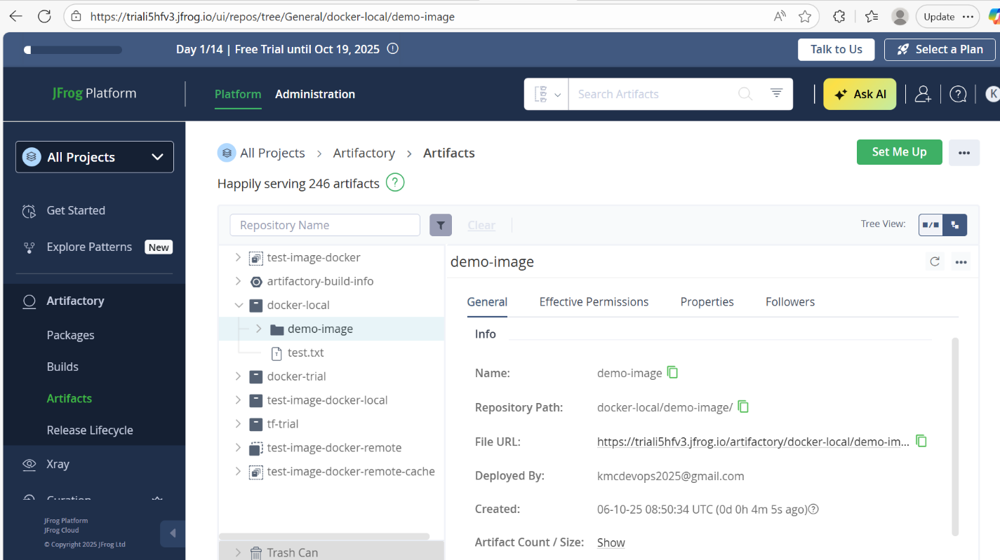 https://triali5hfv3.jfrog.io/ui/repos/tree/General/docker-local/demo-image
Update
Day 1/14 | Free Trial until Oct 19, 2025
Talk to Us
Select a Plan
JFrog Platform
Platform
Administration
Search Artifacts
Ask AI
K
All Projects
Get Started
Explore Patterns New
Artifactory
Packages
Builds
Artifacts
Release Lifecycle
Xray
Curation
JFrog Platform
JFrog Cloud
© Copyright 2025 JFrog Ltd
All Projects > Artifactory > Artifacts
Set Me Up
Happily serving 246 artifacts
Repository Name
Clear
Tree View:
test-image-docker
artifactory-build-info
docker-local
demo-image
test.txt
docker-trial
test-image-docker-local
tf-trial
test-image-docker-remote
test-image-docker-remote-cache
Trash Can
demo-image
General
Effective Permissions
Properties
Followers
Info
Name: demo-image
Repository Path: docker-local/demo-image/
File URL: https://triali5hfv3.jfrog.io/artifactory/docker-local/demo-im...
Deployed By: kmcdevops2025@gmail.com
Created: 06-10-25 08:50:34 UTC (0d 0h 4m 5s ago)
Artifact Count / Size: Show